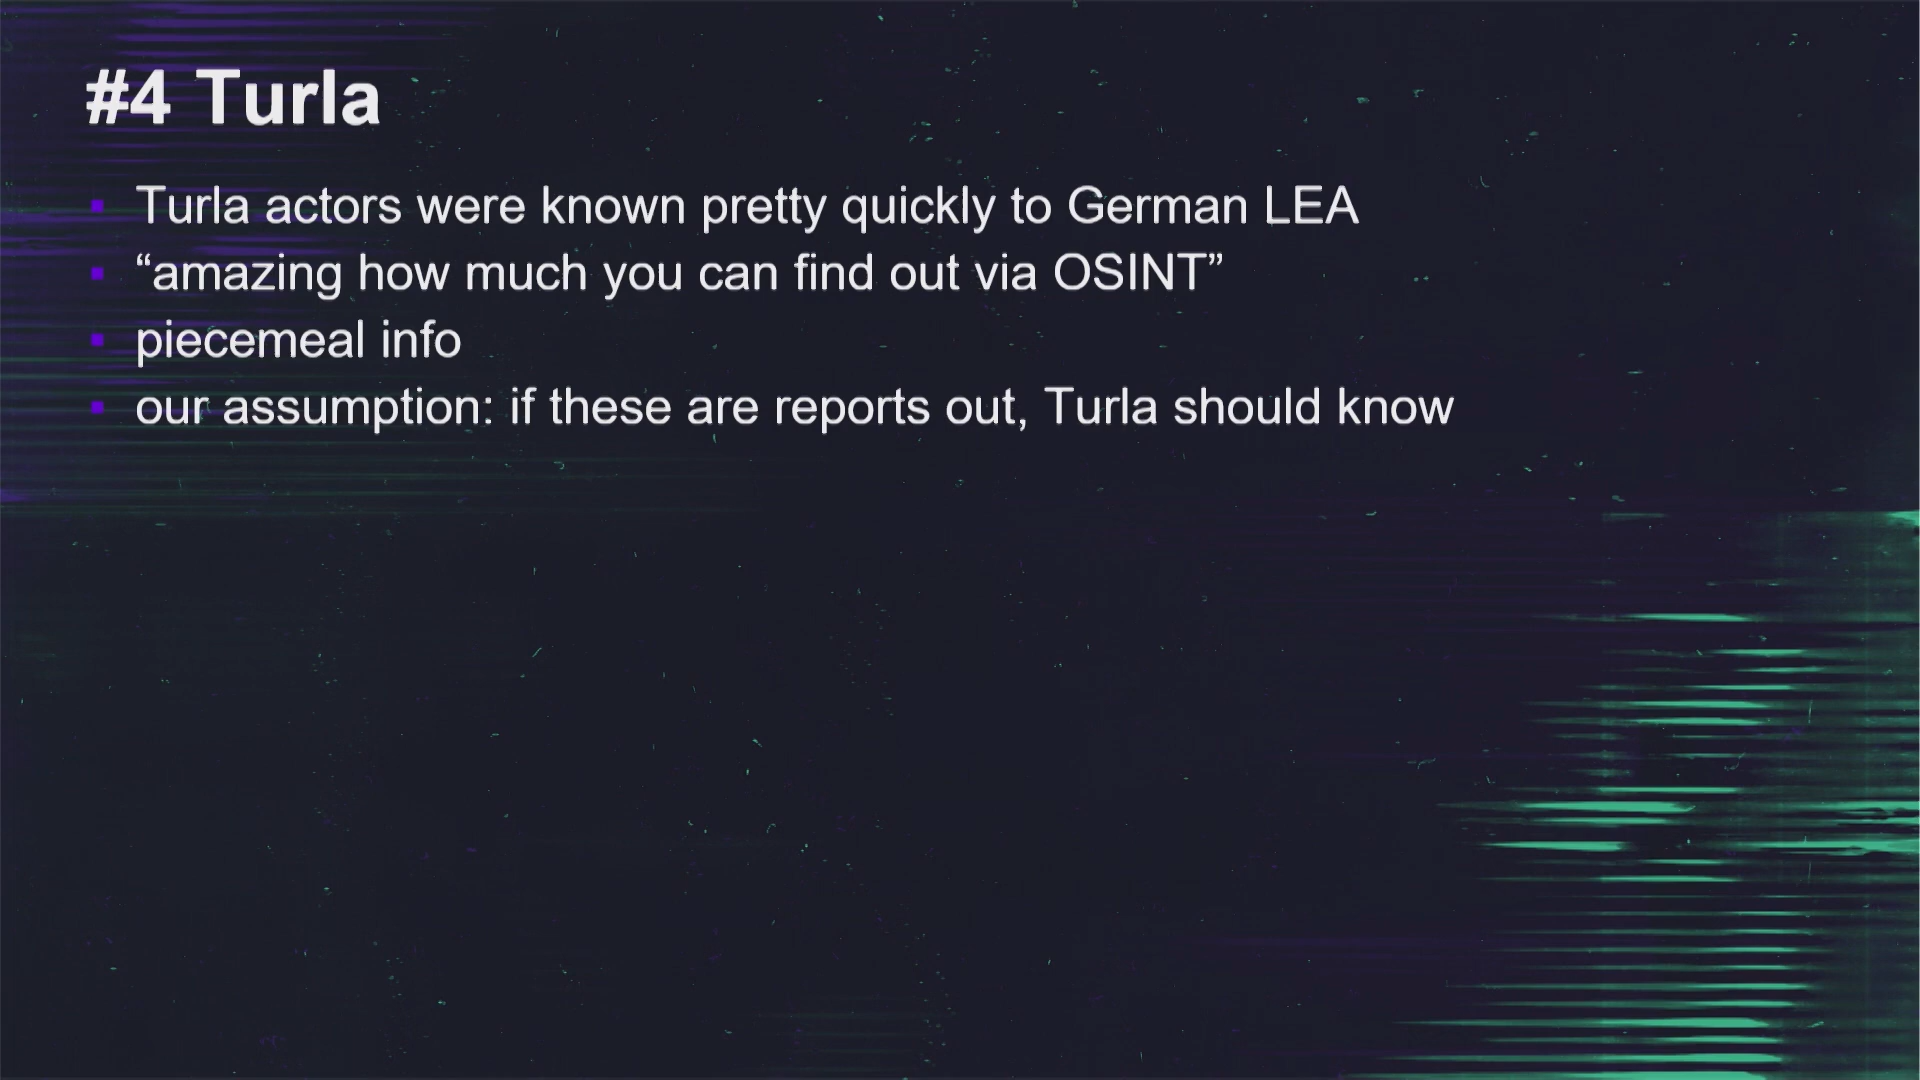 #4 Turla
Turla actors were known pretty quickly to German LEA
“amazing how much you can find out via OSINT”
piecemeal info
our assumption: if these are reports out, Turla should know